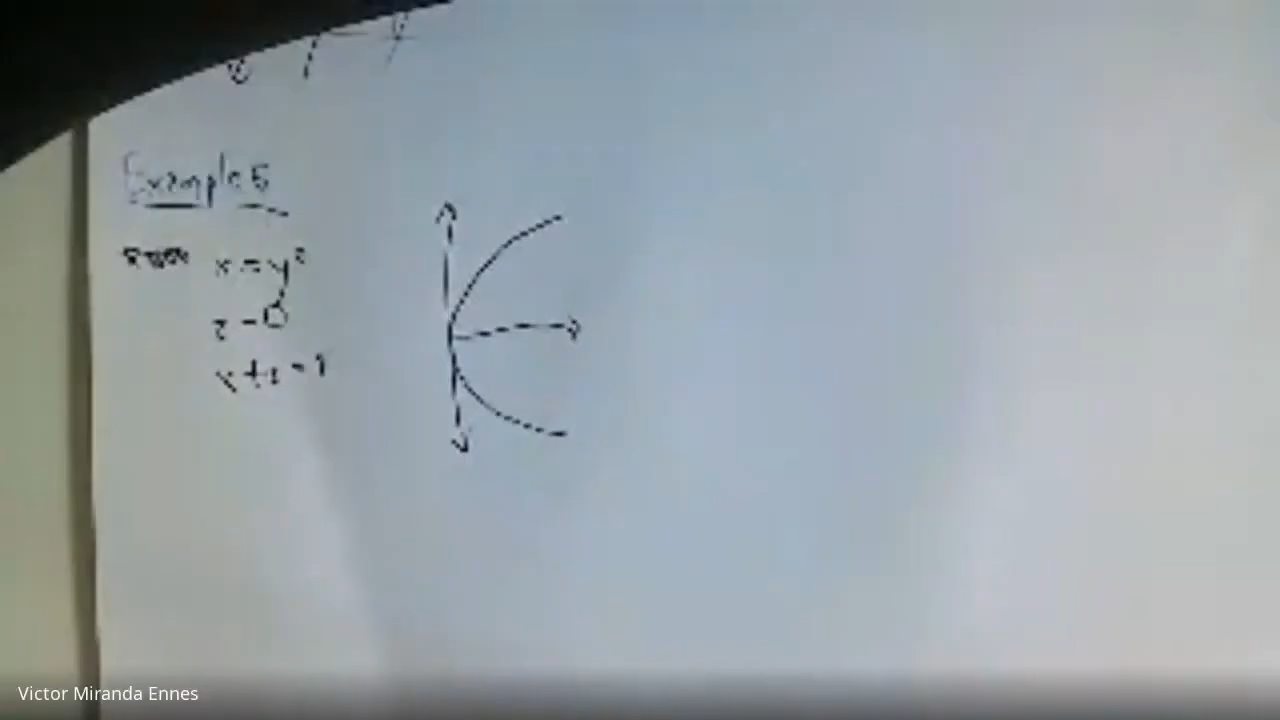 Example 5
x = y²
z = 0
x + z = 1
Victor Miranda Ennes